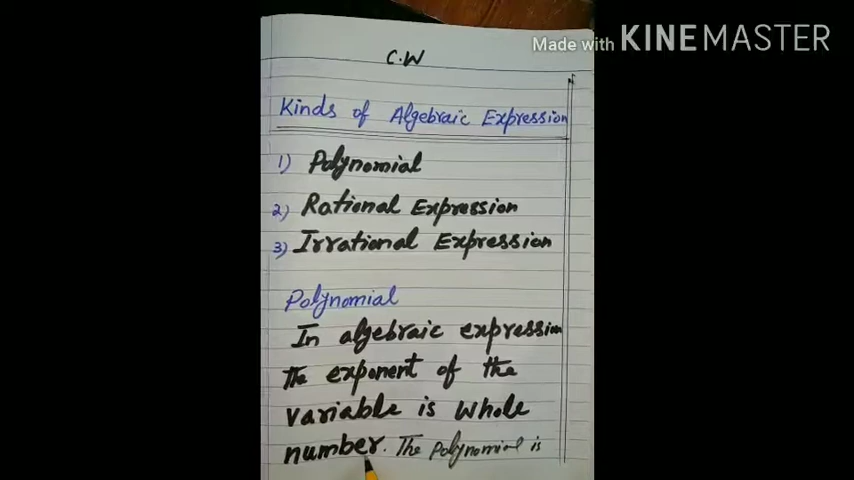 Made with KINEMASTER
C.W
Kinds of Algebraic Expression
1) Polynomial
2) Rational Expression
3) Irrational Expression
Polynomial
In algebraic expression
the exponent of the
variable is whole
number. The Polynomial is